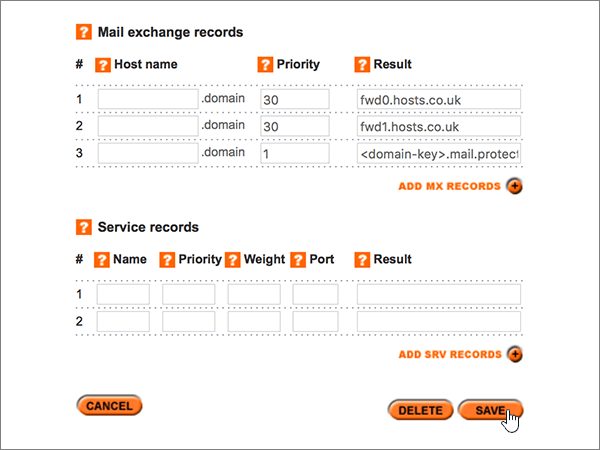 ? Mail exchange records
# ? Host name ? Priority ? Result
1 .domain 30 fwd0.hosts.co.uk
2 .domain 30 fwd1.hosts.co.uk
3 .domain 1 <domain-key>.mail.protect
ADD MX RECORDS +
? Service records
# ? Name ? Priority ? Weight ? Port ? Result
1
2
ADD SRV RECORDS +
CANCEL DELETE SAVE